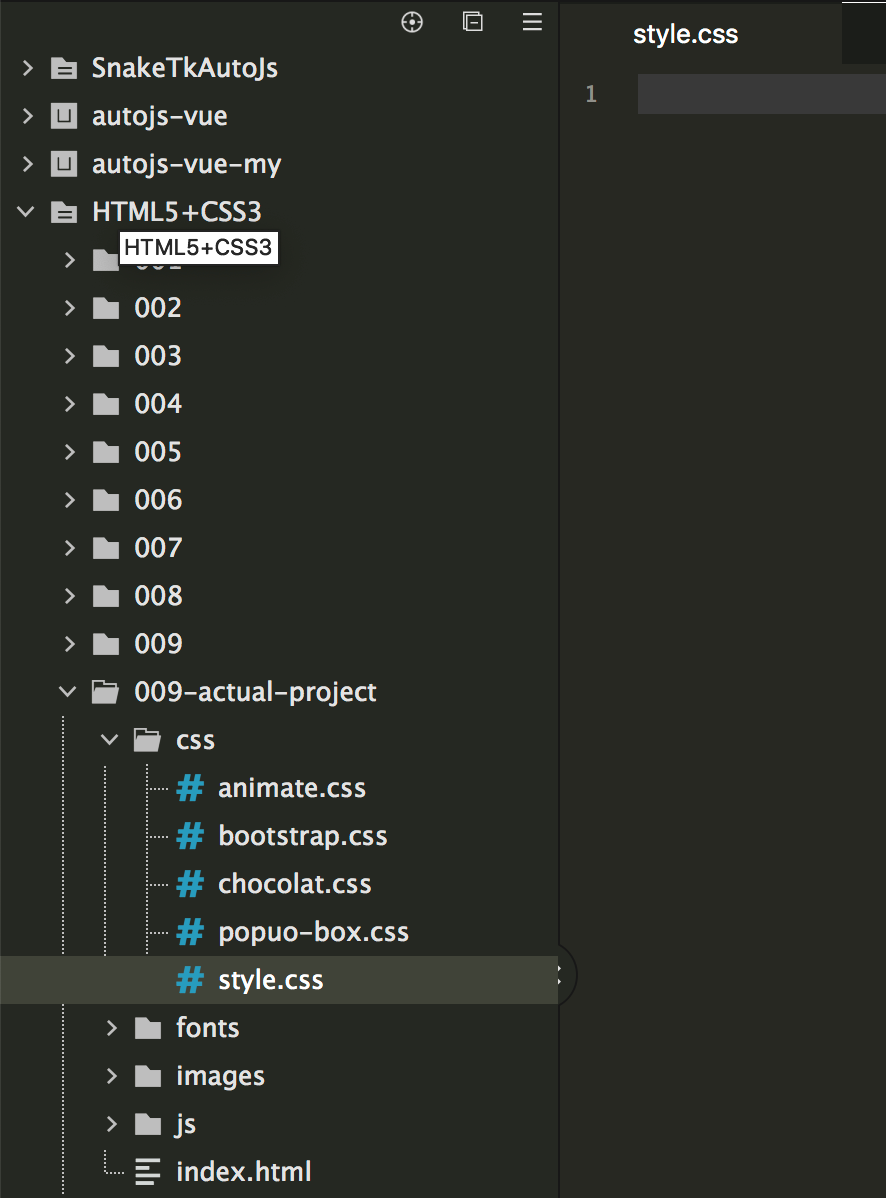 SnakeTkAutoJs
autojs-vue
autojs-vue-my
HTML5+CSS3
HTML5+CSS3
002
003
004
005
006
007
008
009
009-actual-project
css
animate.css
bootstrap.css
chocolat.css
popuo-box.css
style.css
fonts
images
js
index.html
style.css
1